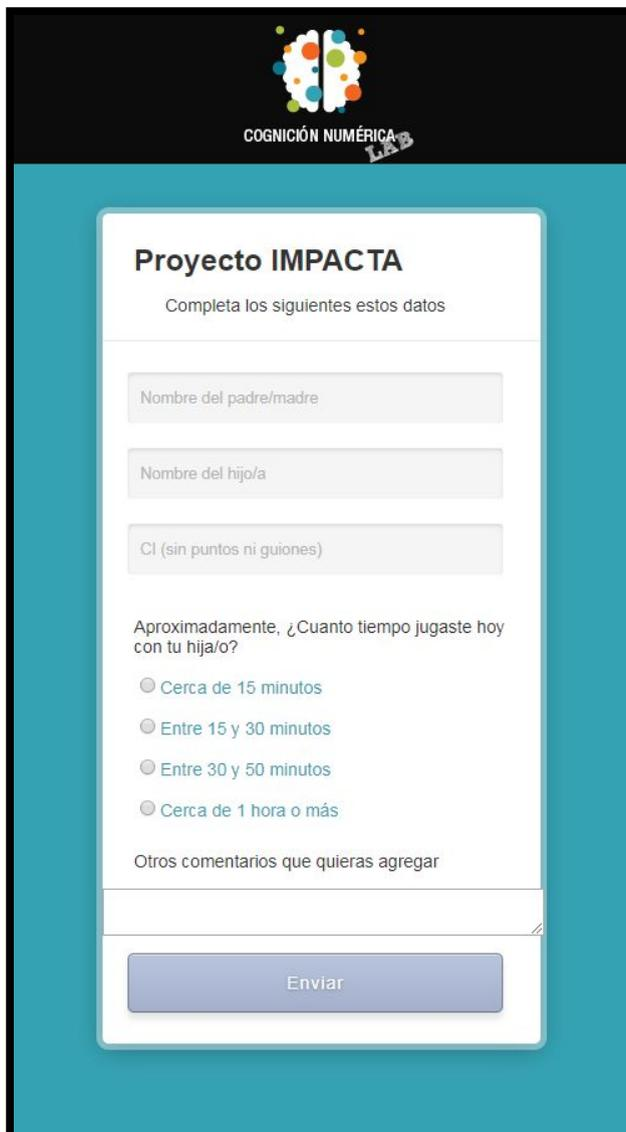 COGNICIÓN NUMÉRICA
LAB
Proyecto IMPACTA
Completa los siguientes estos datos
Nombre del padre/madre
Nombre del hijo/a
CI (sin puntos ni guiones)
Aproximadamente, ¿Cuanto tiempo jugaste hoy
con tu hija/o?
Cerca de 15 minutos
Entre 15 y 30 minutos
Entre 30 y 50 minutos
Cerca de 1 hora o más
Otros comentarios que quieras agregar
Enviar